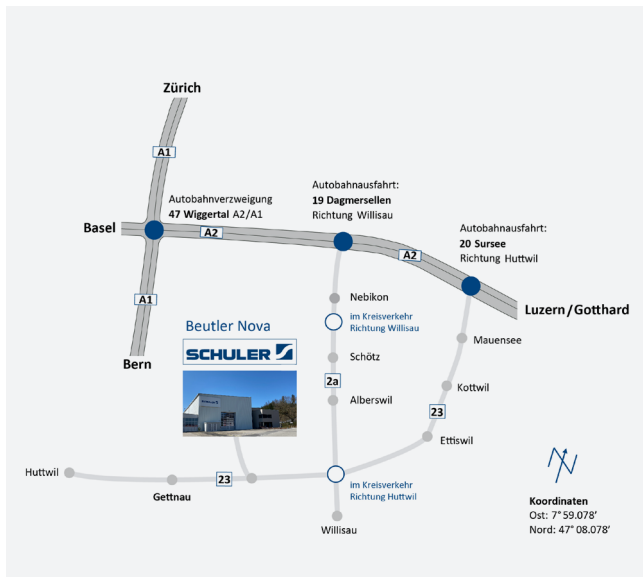 Zürich
A1
Autobahnausfahrt:
19 Dagmersellen
Richtung Willisau
Autobahnverzweigung
47 Wiggertal A2/A1
Autobahnausfahrt:
20 Sursee
Richtung Huttwil
Basel
A2
A2
A1
Nebikon
Luzern/Gotthard
im Kreisverkehr
Richtung Willisau
Beutler Nova
SCHULER
Mauensee
Bern
Schötz
2a
Kottwil
Alberswil
23
Ettiswil
Huttwil
23
Gettnau
im Kreisverkehr
Richtung Huttwil
Willisau
Koordinaten
Ost: 7° 59.078‘
Nord: 47° 08.078‘